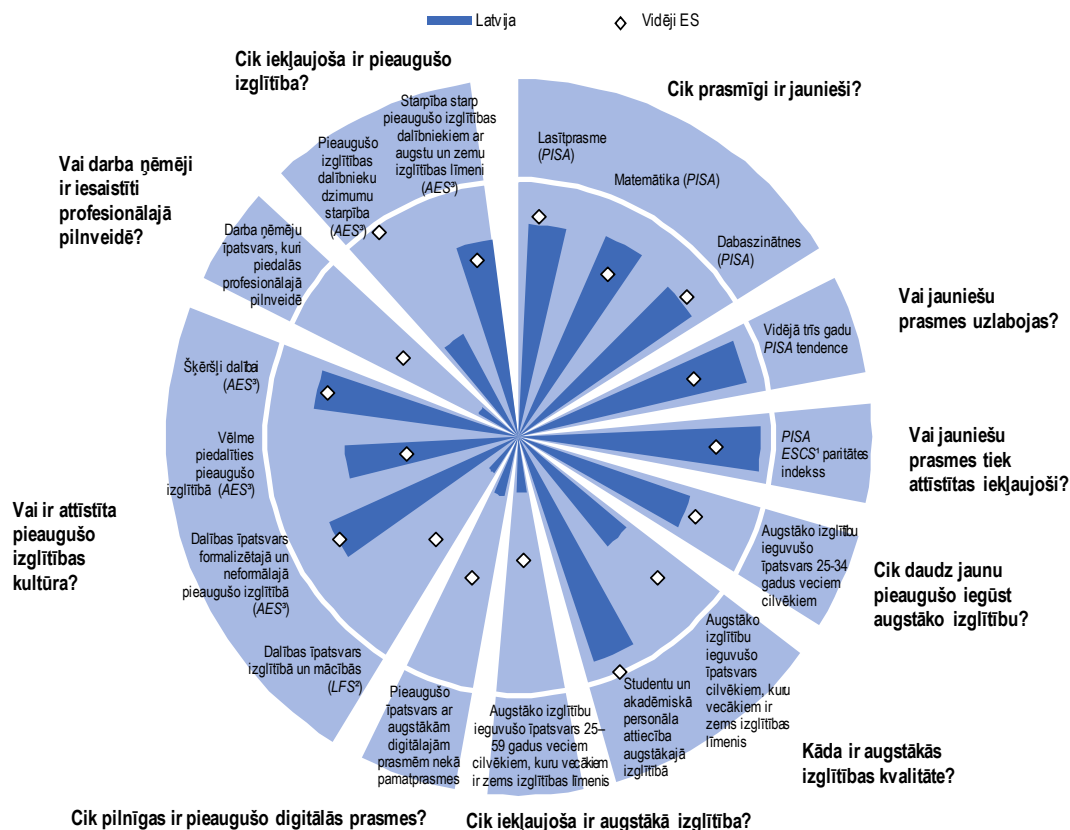 Latvija
Vidēji ES
Cik prasmīgi ir jaunieši?
Lasītprasme
(PISA)
Matemātika (PISA)
Dabaszinātnes
(PISA)
Vai jauniešu
prasmes uzlabojas?
Vidējā trīs gadu
PISA tendence
Vai jauniešu
prasmes tiek
attīstītas iekļaujoši?
PISA
ESCS¹ paritātes
indekss
Cik daudz jaunu
pieaugušo iegūst
augstāko izglītību?
Augstāko izglītību
ieguvušo
īpatsvars 25-34
gadus veciem
cilvēkiem
Kāda ir augstākās
izglītības kvalitāte?
Augstāko
izglītību
ieguvušo
īpatsvars
cilvēkiem, kuru
vecākiem ir
zems izglītības
līmenis
Studentu un
akadēmiskā
personāla
attiecība
augstākajā
izglītībā
Cik iekļaujoša ir augstākā izglītība?
Augstāko izglītību
ieguvušo īpatsvars 25–
59 gadus veciem
cilvēkiem, kuru vecākiem
ir zems izglītības līmenis
Cik pilnīgas ir pieaugušo digitālās prasmes?
Pieaugušo
īpatsvars ar
augstākām
digitālajām
prasmēm nekā
pamatprasmes
Vai ir attīstīta
pieaugušo
izglītības
kultūra?
Dalības īpatsvars
izglītībā un mācībās
(LFS²)
Dalības īpatsvars
formalizētajā un
neformālajā
pieaugušo izglītībā
(AES³)
Vēlme
piedalīties
pieaugušo
izglītībā (AES³)
Šķēršļi dalībai
(AES³)
Vai darba ņēmēji
ir iesaistīti
profesionālajā
pilnveidē?
Darba ņēmēju
īpatsvars, kuri
piedalās
profesionālajā
pilnveidē
Cik iekļaujoša ir pieaugušo
izglītība?
Pieaugušo
izglītības
dalībnieku
dzimumu
starpība
(AES³)
Starpība starp
pieaugušo izglītības
dalībniekiem ar
augstu un zemu
izglītības līmeni
(AES³)